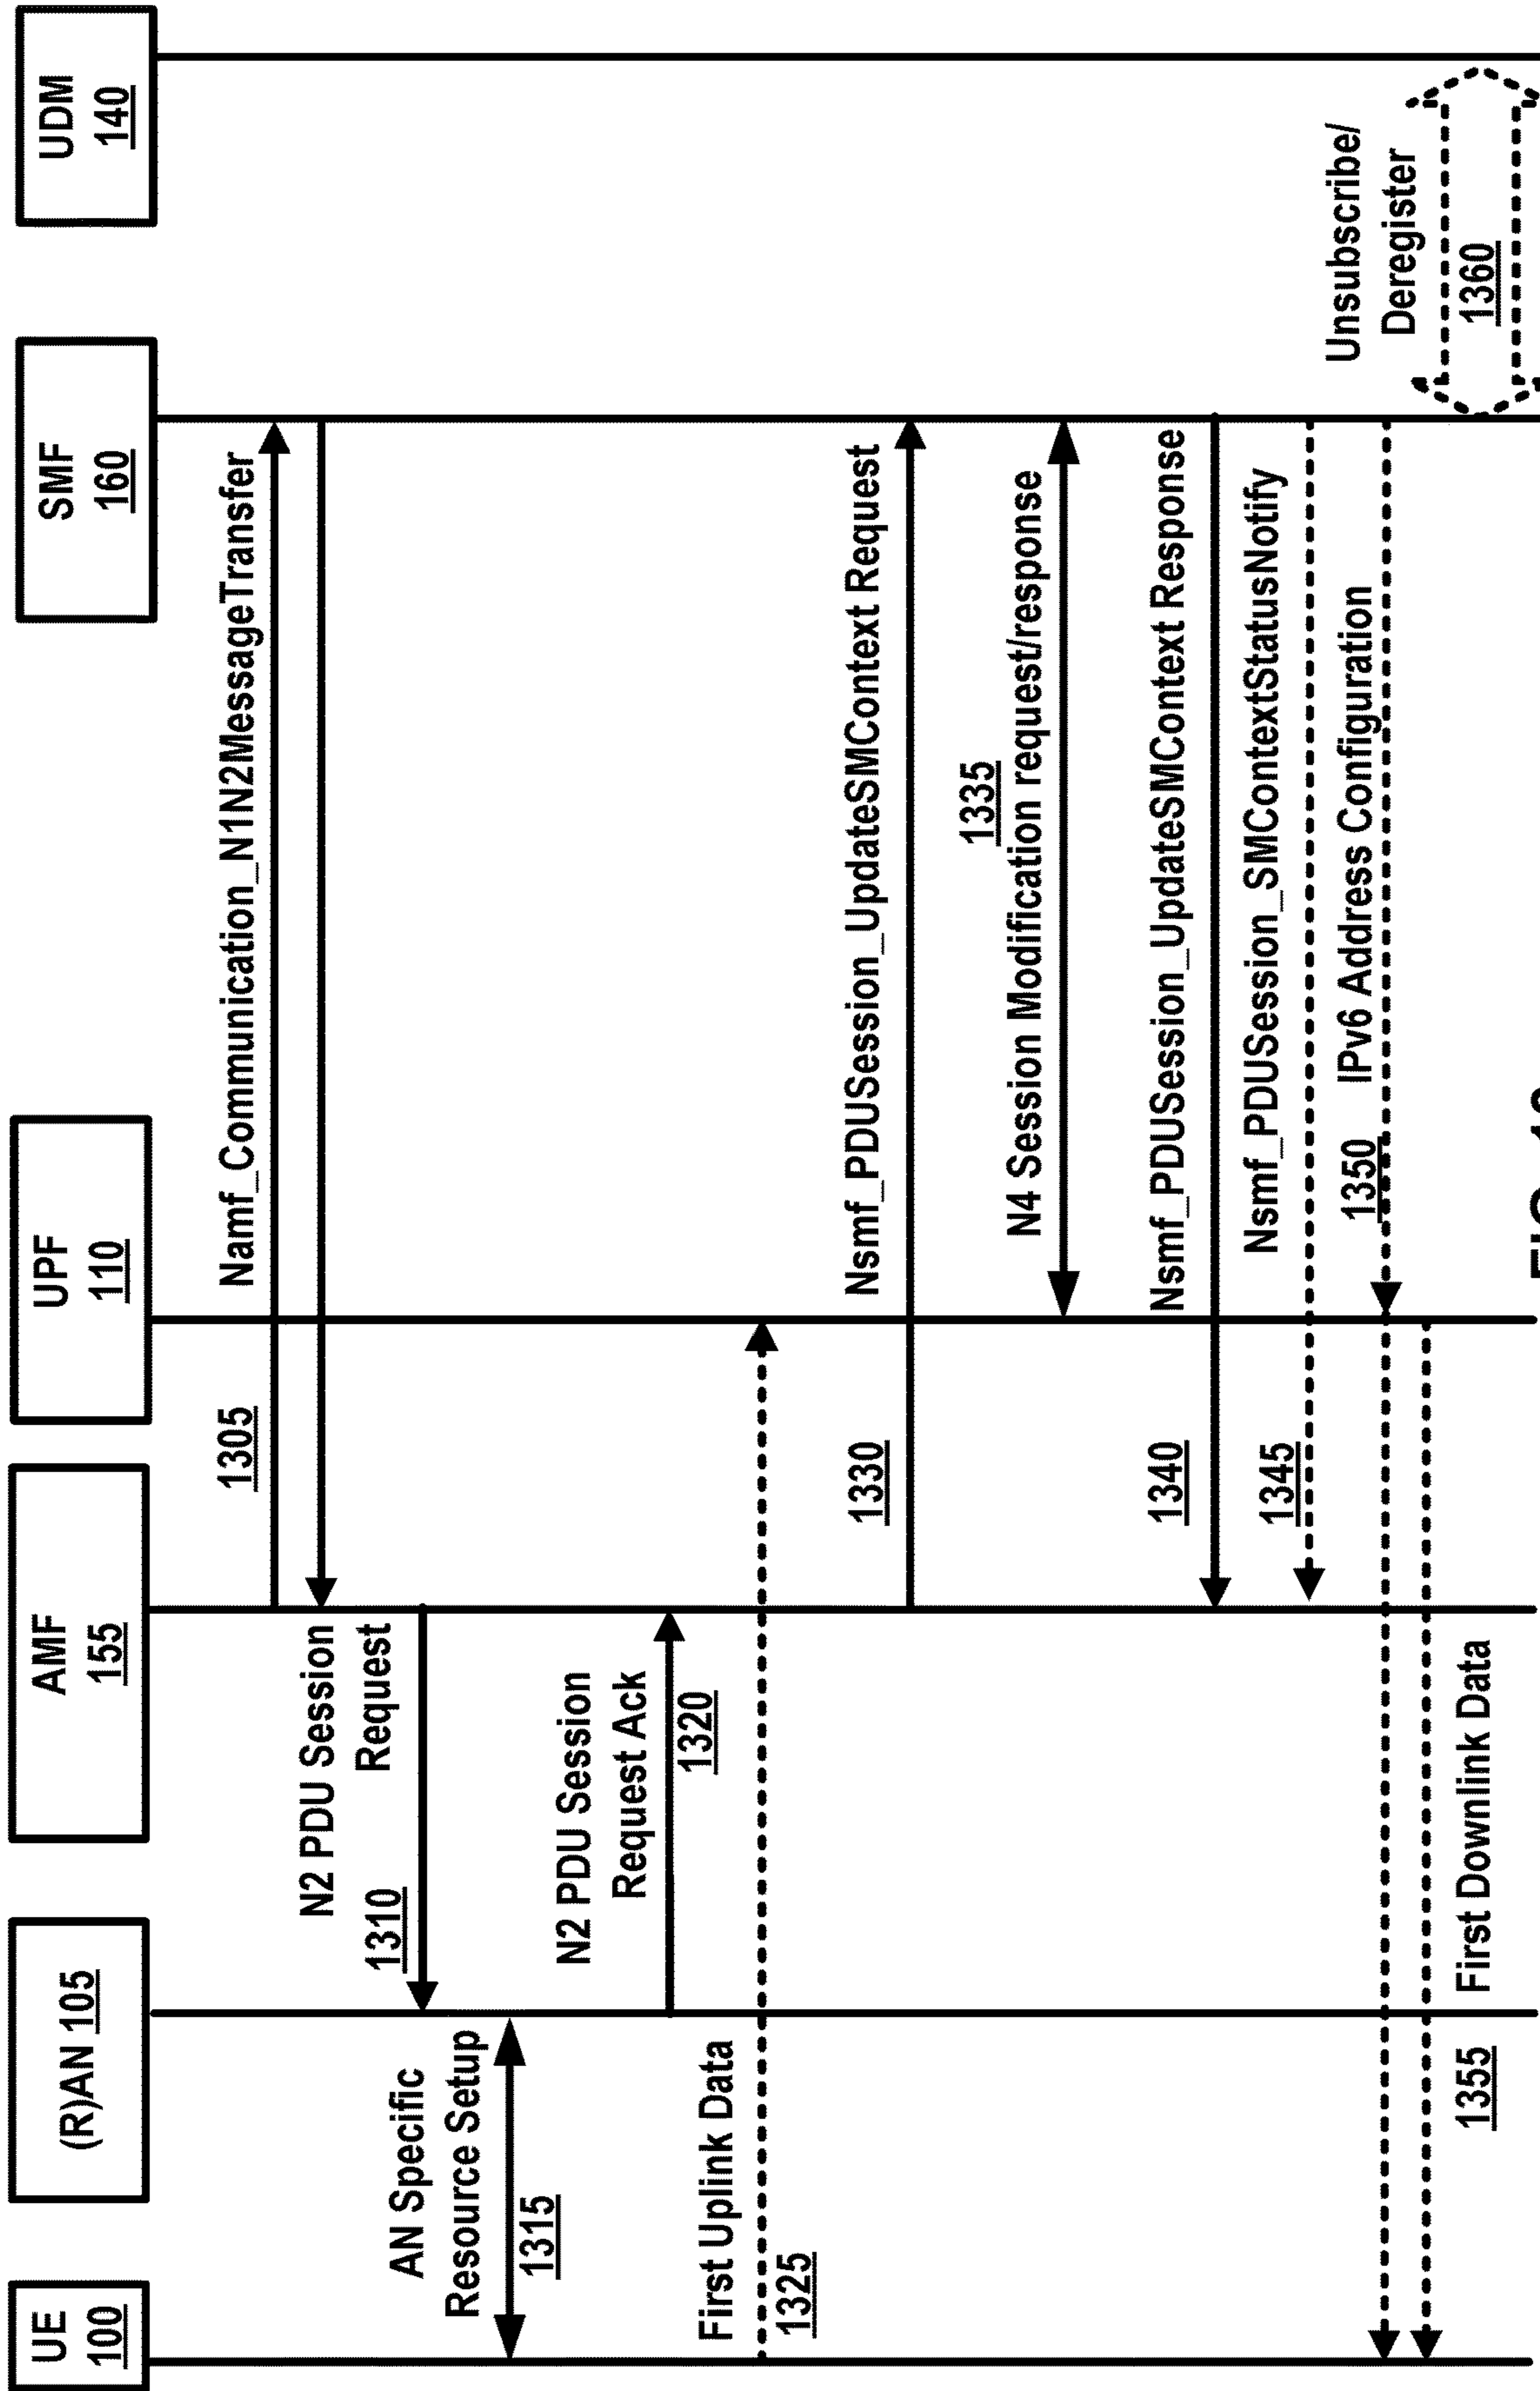 UE
100
(R)AN 105
AMF
155
UPF
110
SMF
160
UDM
140
1305
Namf_Communication_N1N2MessageTransfer
N2 PDU Session
Request
1310
AN Specific
Resource Setup
1315
N2 PDU Session
Request Ack
1320
First Uplink Data
1325
1330
Nsmf_PDUSession_UpdateSMContext Request
1335
N4 Session Modification request/response
1340
Nsmf_PDUSession_UpdateSMContext Response
1345
Nsmf_PDUSession_SMContextStatusNotify
1350
IPv6 Address Configuration
1355
First Downlink Data
Unsubscribe/
Deregister
1360